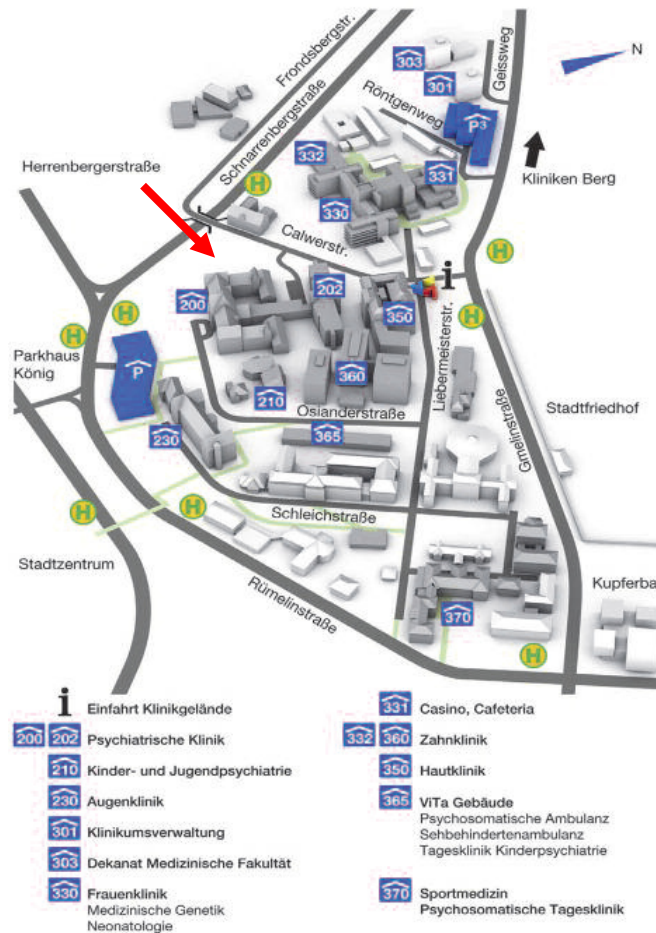 Frondsbergstr.
Schnarrenbergstraße
303
301
Geissweg
N
Röntgenweg
P3
332
331
Kliniken Berg
Herrenbergerstraße
H
330
Calwerstr.
H
i
200
202
350
H
H
H
Parkhaus
König
P
Liebermeisterstr.
360
210
Osianderstraße
Gmelinstraße
Stadtfriedhof
230
365
H
H
Schleichstraße
Stadtzentrum
Rümelinstraße
Kupferba
370
H
i Einfahrt Klinikgelände
200 202 Psychiatrische Klinik
210 Kinder- und Jugendpsychiatrie
230 Augenklinik
301 Klinikumsverwaltung
303 Dekanat Medizinische Fakultät
330 Frauenklinik
Medizinische Genetik
Neonatologie
331 Casino, Cafeteria
332 360 Zahnklinik
350 Hautklinik
365 ViTa Gebäude
Psychosomatische Ambulanz
Sehbehindertenambulanz
Tagesklinik Kinderpsychiatrie
370 Sportmedizin
Psychosomatische Tagesklinik